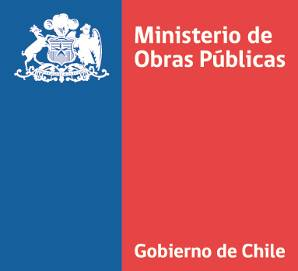 Ministerio de
Obras Públicas
Gobierno de Chile